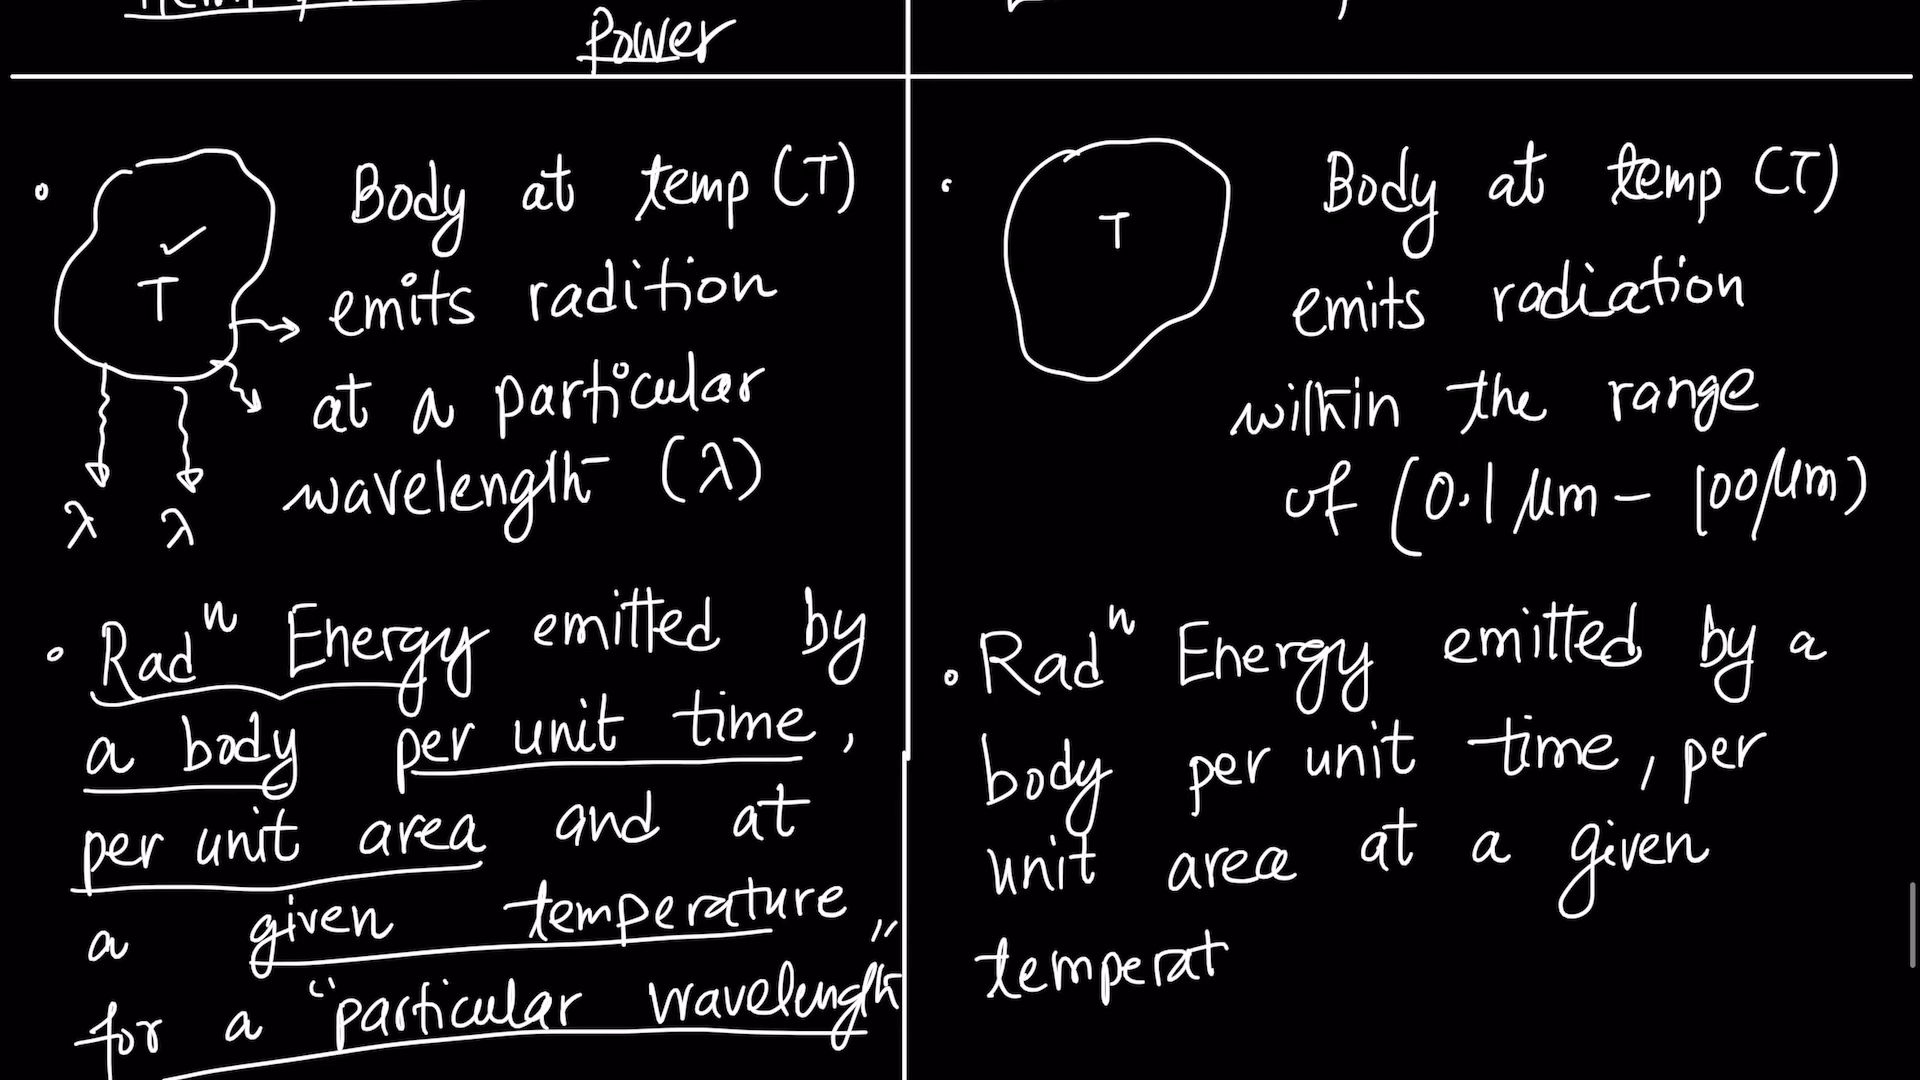 Power
Body at temp (T)
T
emits radition
at a particular
wavelength (λ)
λ λ
• Radⁿ Energy emitted by
a body per unit time,
per unit area and at
a given temperature
for a "particular wavelength"
Body at temp (T)
T
emits radiation
within the range
of (0.1 μm - 100 μm)
• Radⁿ Energy emitted by a
body per unit time, per
unit area at a given
temperat